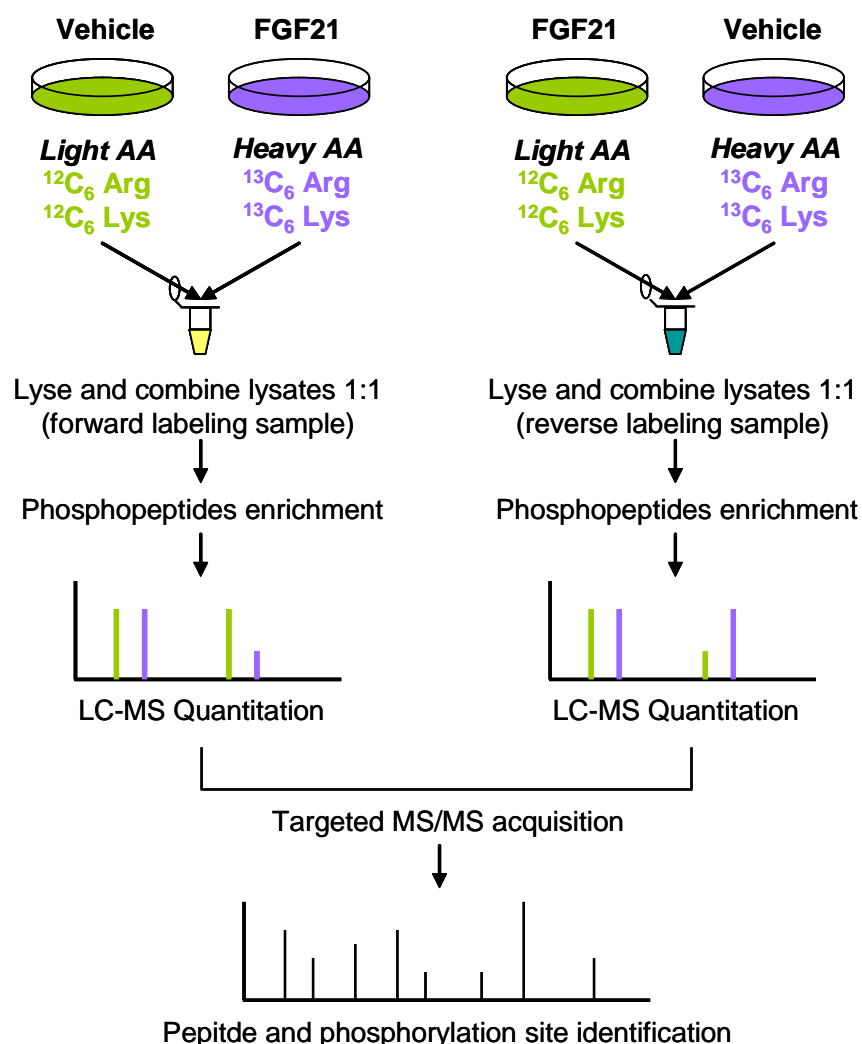 Vehicle
FGF21
Light AA
Heavy AA
¹²C₆ Arg
¹³C₆ Arg
¹²C₆ Lys
¹³C₆ Lys
Lyse and combine lysates 1:1
(forward labeling sample)
Phosphopeptides enrichment
LC-MS Quantitation
FGF21
Vehicle
Light AA
Heavy AA
¹²C₆ Arg
¹³C₆ Arg
¹²C₆ Lys
¹³C₆ Lys
Lyse and combine lysates 1:1
(reverse labeling sample)
Phosphopeptides enrichment
LC-MS Quantitation
Targeted MS/MS acquisition
Pepitde and phosphorylation site identification